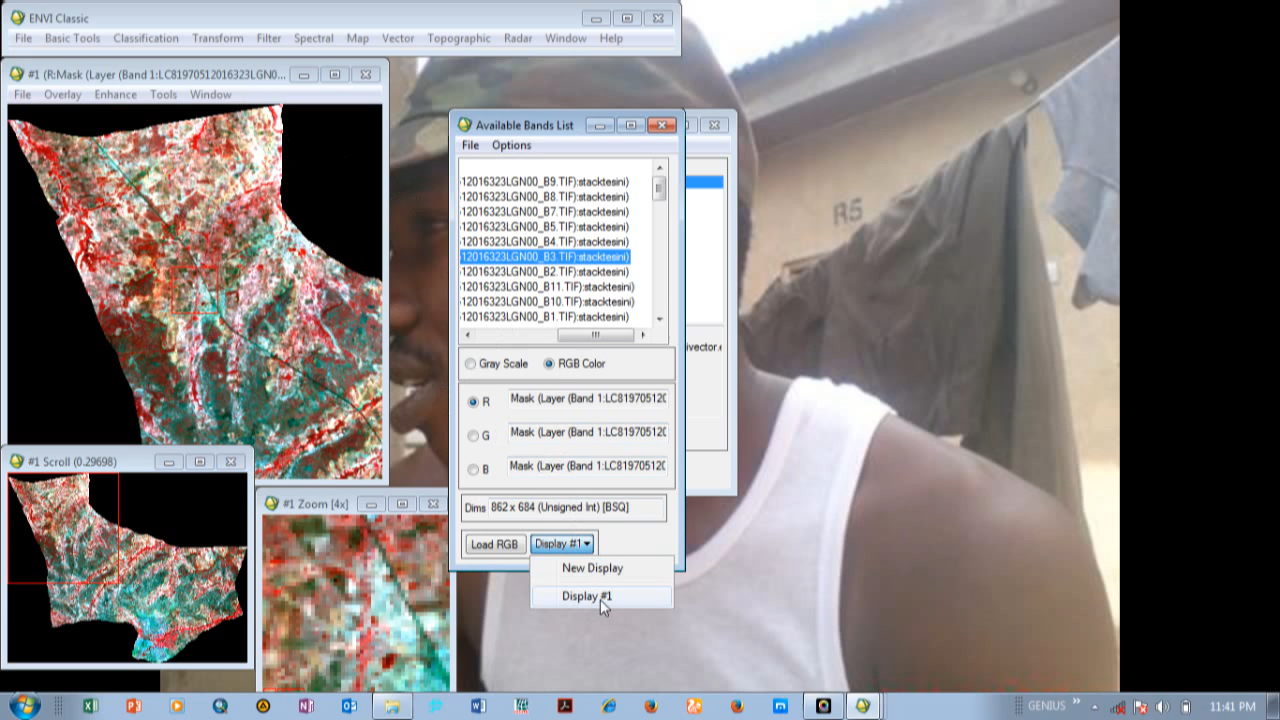 ENVI Classic
File Basic Tools Classification Transform Filter Spectral Map Vector Topographic Radar Window Help
#1 (R:Mask (Layer (Band 1:LC81970512016323LGN0...
File Overlay Enhance Tools Window
Available Bands List
File Options
12016323LGN00_B9.TIF):stacktesini)
12016323LGN00_B8.TIF):stacktesini)
12016323LGN00_B7.TIF):stacktesini)
12016323LGN00_B5.TIF):stacktesini)
12016323LGN00_B4.TIF):stacktesini)
12016323LGN00_B3.TIF):stacktesini)
12016323LGN00_B2.TIF):stacktesini)
12016323LGN00_B11.TIF):stacktesini)
12016323LGN00_B10.TIF):stacktesini)
12016323LGN00_B1.TIF):stacktesini)
ivector.e
Gray Scale RGB Color
R Mask (Layer (Band 1:LC819705120
G Mask (Layer (Band 1:LC819705120
B Mask (Layer (Band 1:LC819705120
Dims 862 x 684 (Unsigned Int) [BSQ]
Load RGB Display #1
New Display
Display #1
#1 Scroll (0.29698)
#1 Zoom [4x]
R5
GENIUS
11:41 PM